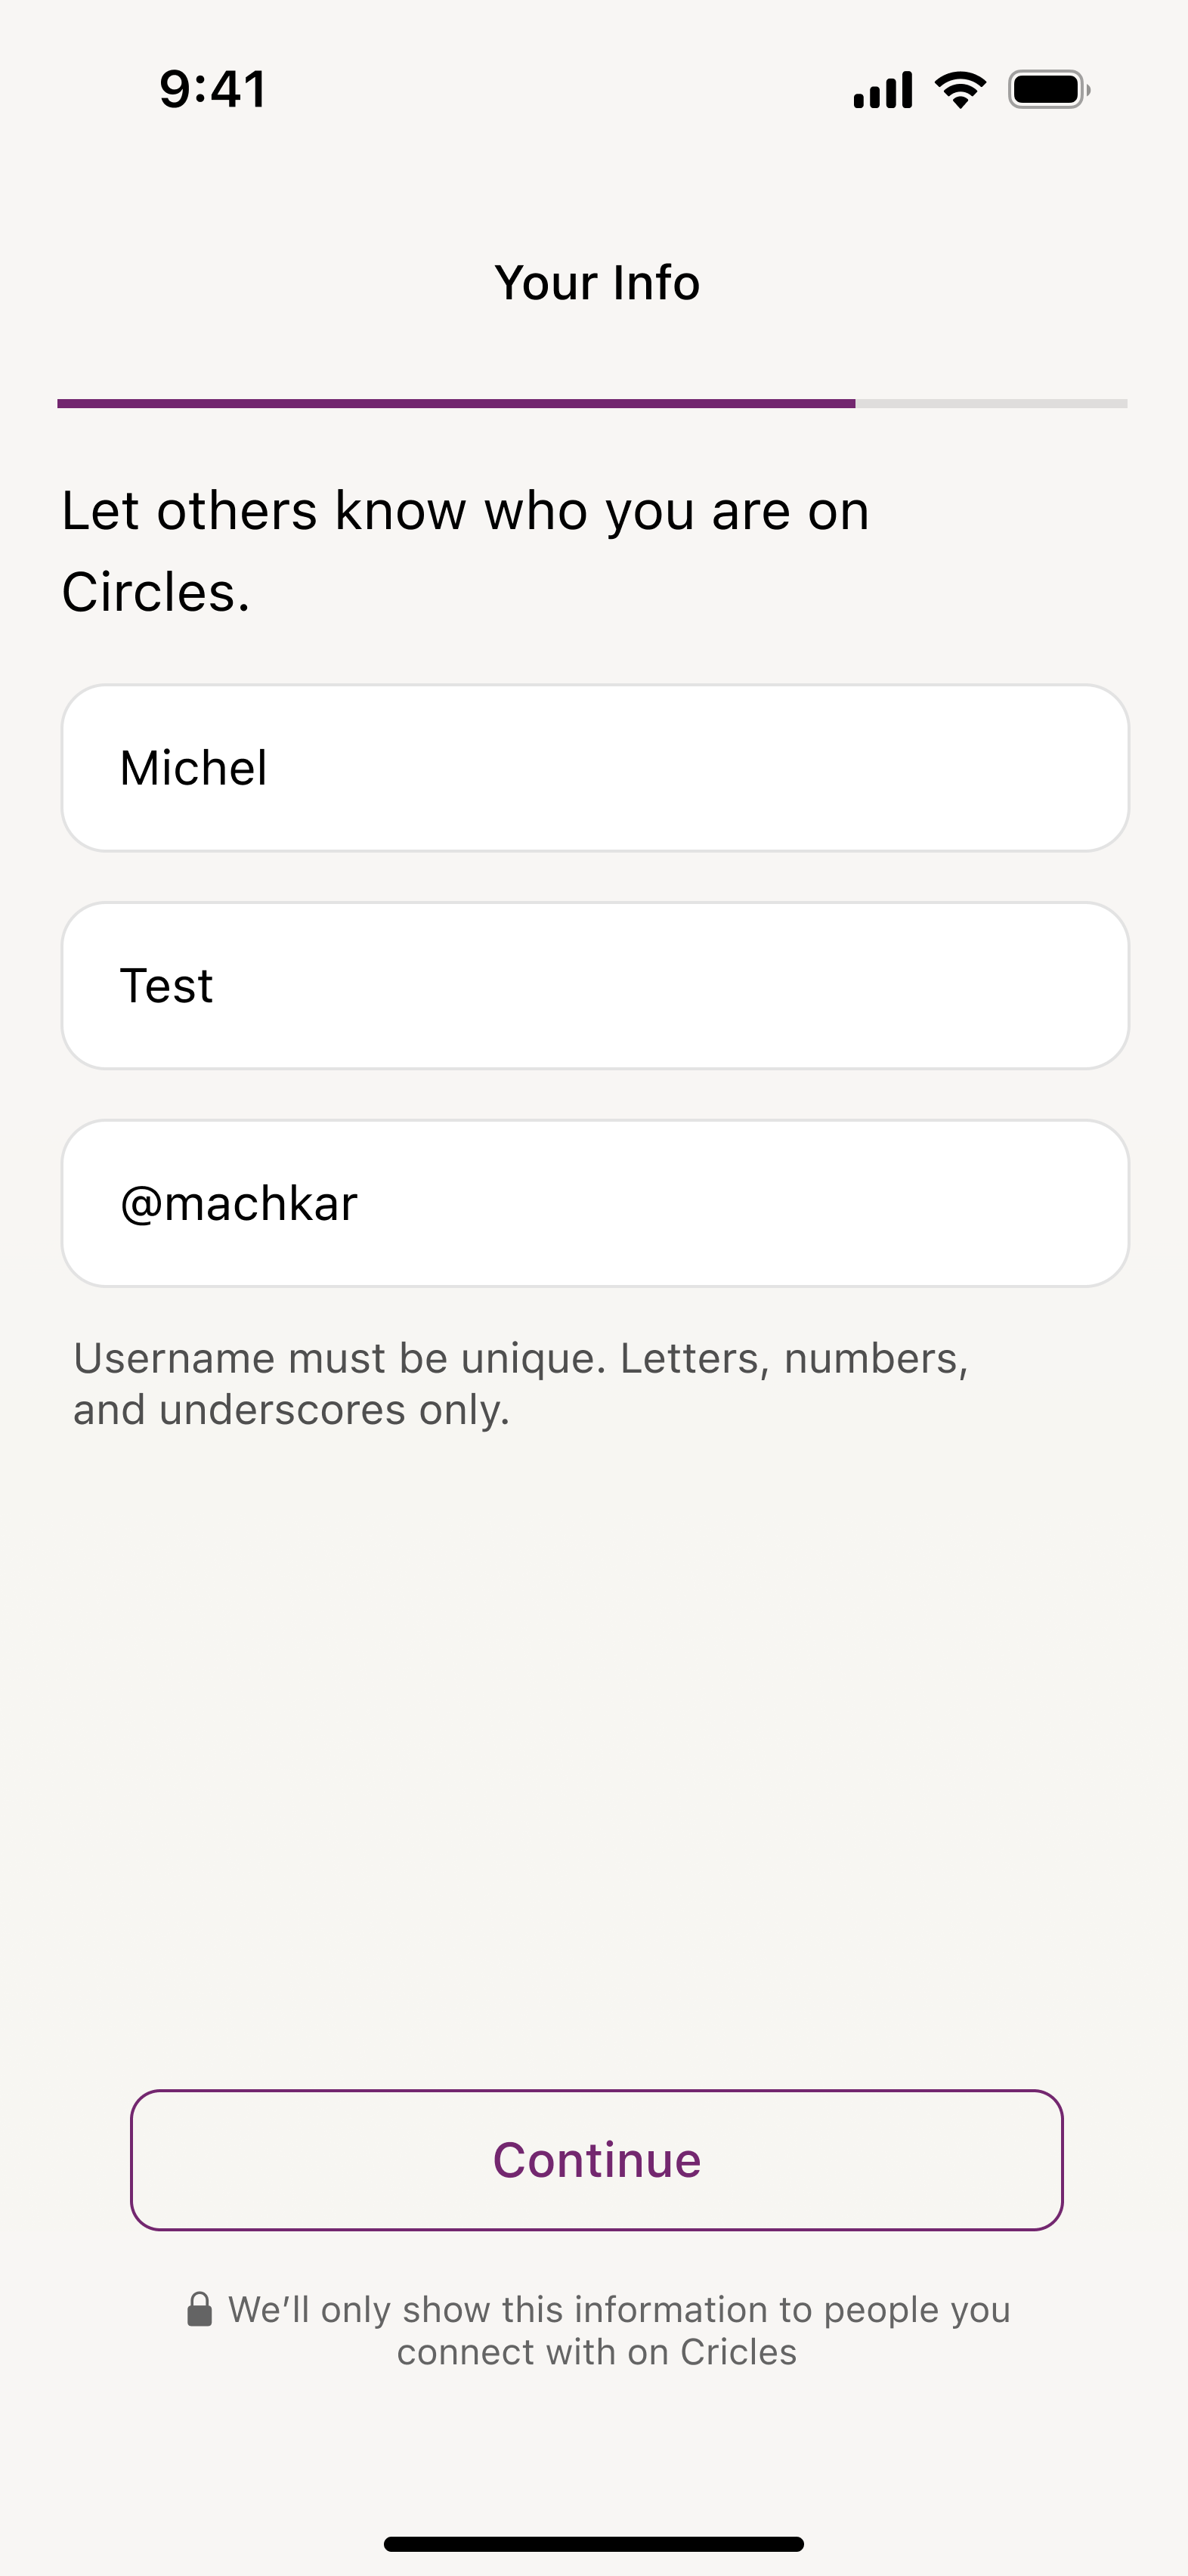 9:41
Your Info
Let others know who you are on
Circles.
Michel
Test
@machkar
Username must be unique. Letters, numbers,
and underscores only.
Continue
We’ll only show this information to people you
connect with on Cricles